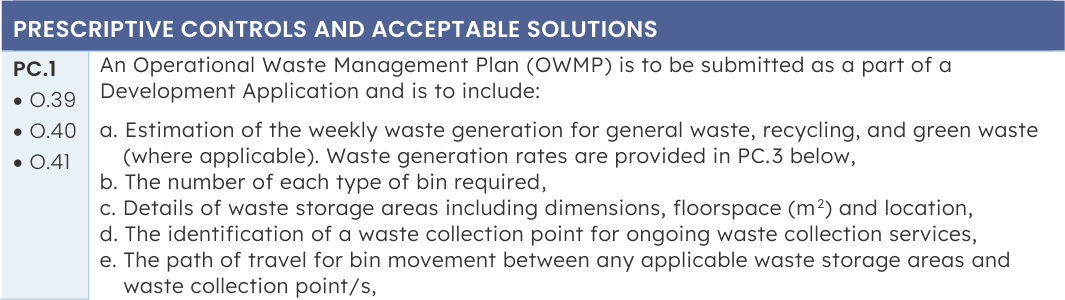 PRESCRIPTIVE CONTROLS AND ACCEPTABLE SOLUTIONS
PC.1
• O.39
• O.40
• O.41
An Operational Waste Management Plan (OWMP) is to be submitted as a part of a
Development Application and is to include:
a. Estimation of the weekly waste generation for general waste, recycling, and green waste
(where applicable). Waste generation rates are provided in PC.3 below,
b. The number of each type of bin required,
c. Details of waste storage areas including dimensions, floorspace (m²) and location,
d. The identification of a waste collection point for ongoing waste collection services,
e. The path of travel for bin movement between any applicable waste storage areas and
waste collection point/s,